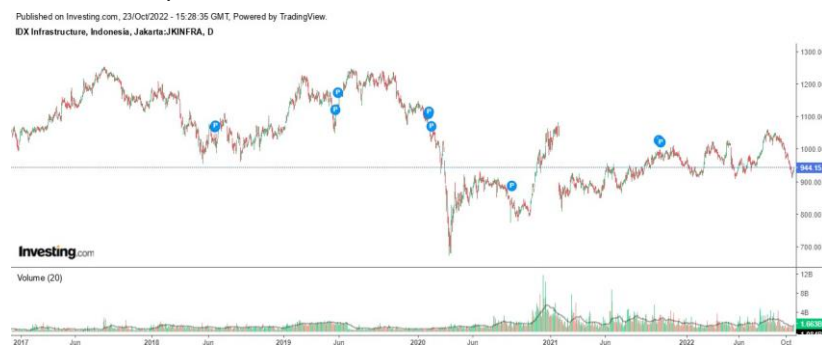 Published on Investing.com, 23/Oct/2022 - 15:28:35 GMT, Powered by TradingView.
IDX Infrastructure, Indonesia, Jakarta:JKINFRA, D
1300.00
1200.00
1100.00
1000.00
944.15
900.00
800.00
700.00
Investing.com
Volume (20)
12B
8B
4B
2017 Jun 2018 Jun 2019 Jun 2020 Jun 2021 Jun 2022 Jun Oct
P
P
P
P
P
P
P